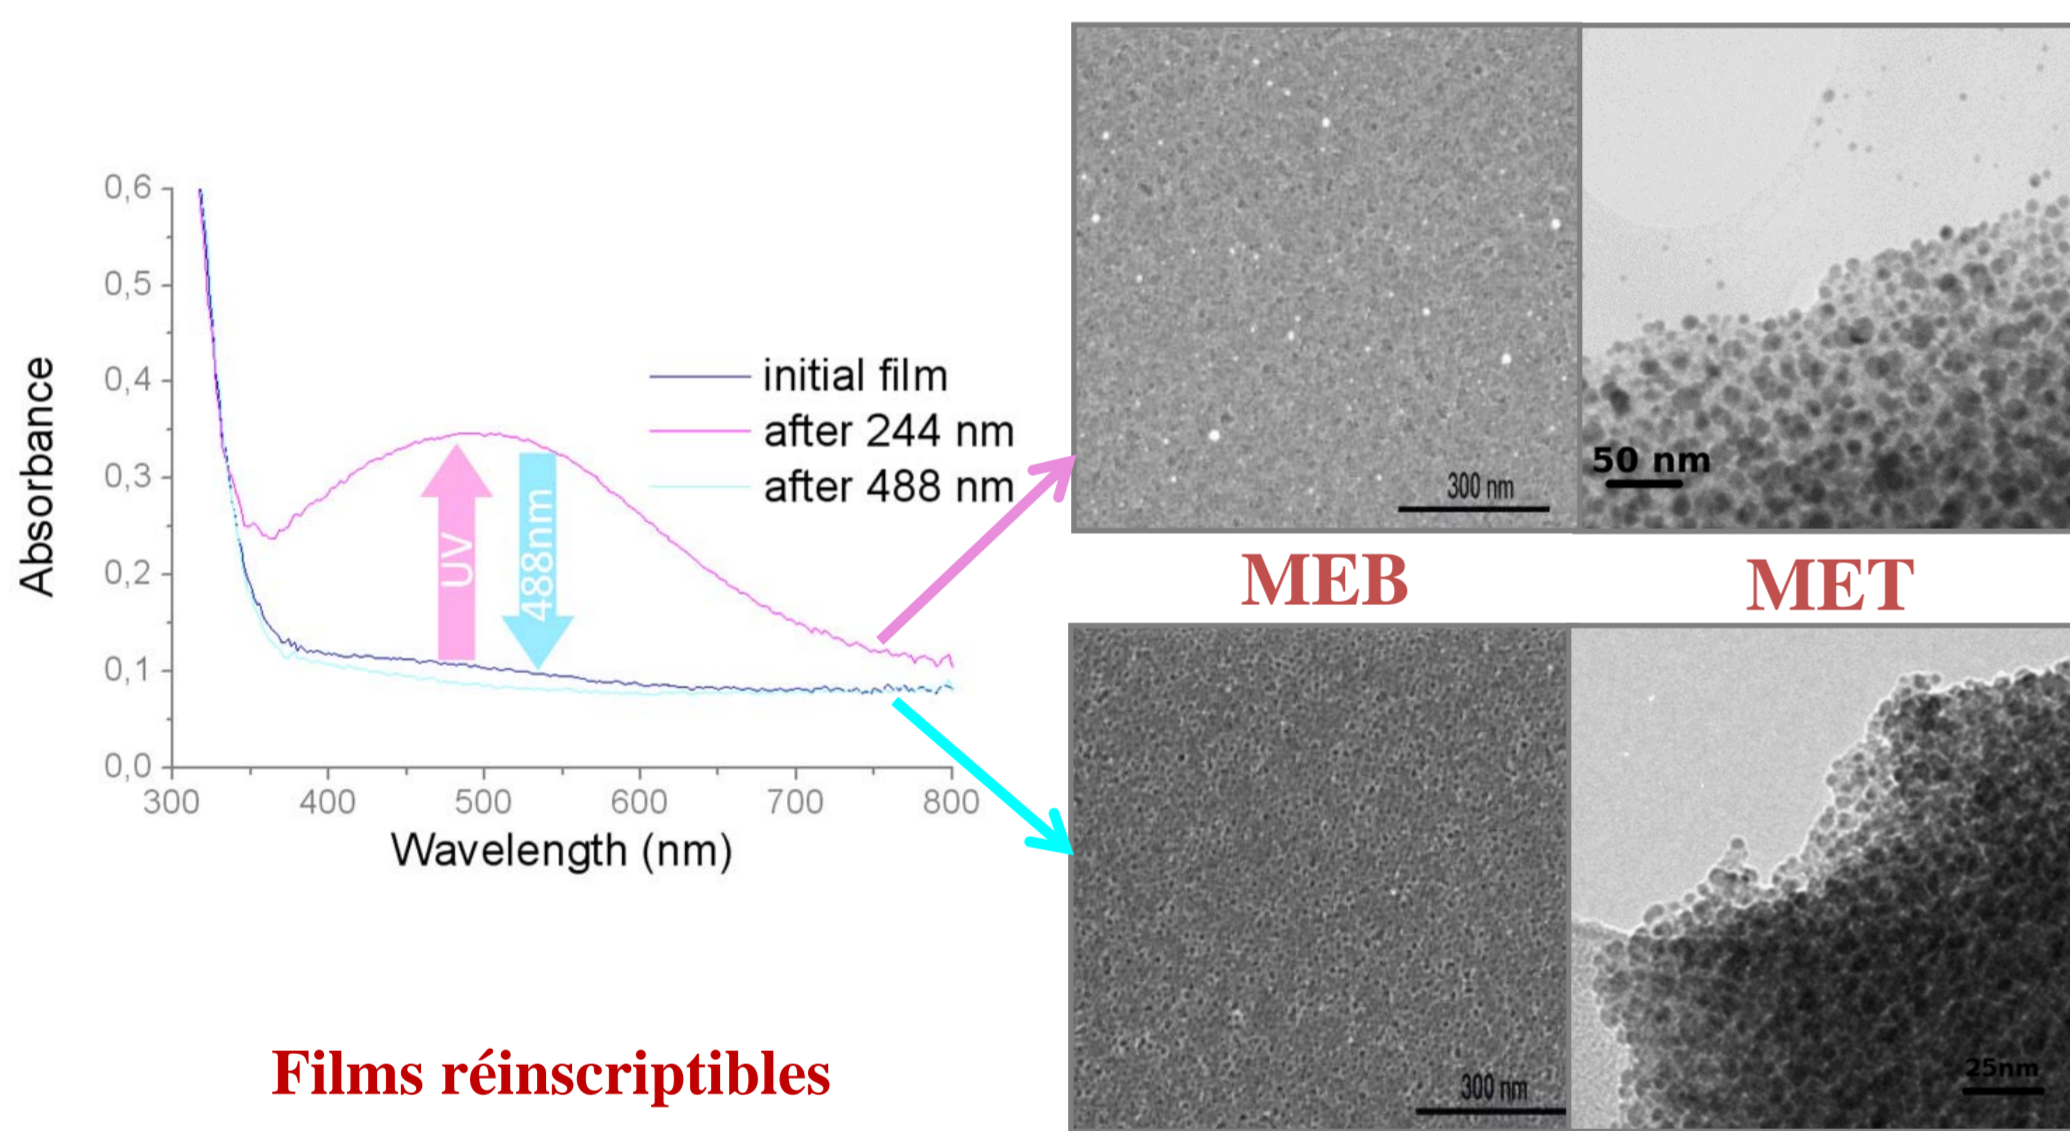 0,6
0,5
0,4
0,3
0,2
0,1
0,0
Absorbance
300 400 500 600 700 800
Wavelength (nm)
initial film
after 244 nm
after 488 nm
UV
488nm
300 nm
50 nm
MEB
MET
300 nm
25nm
Films réinscriptibles